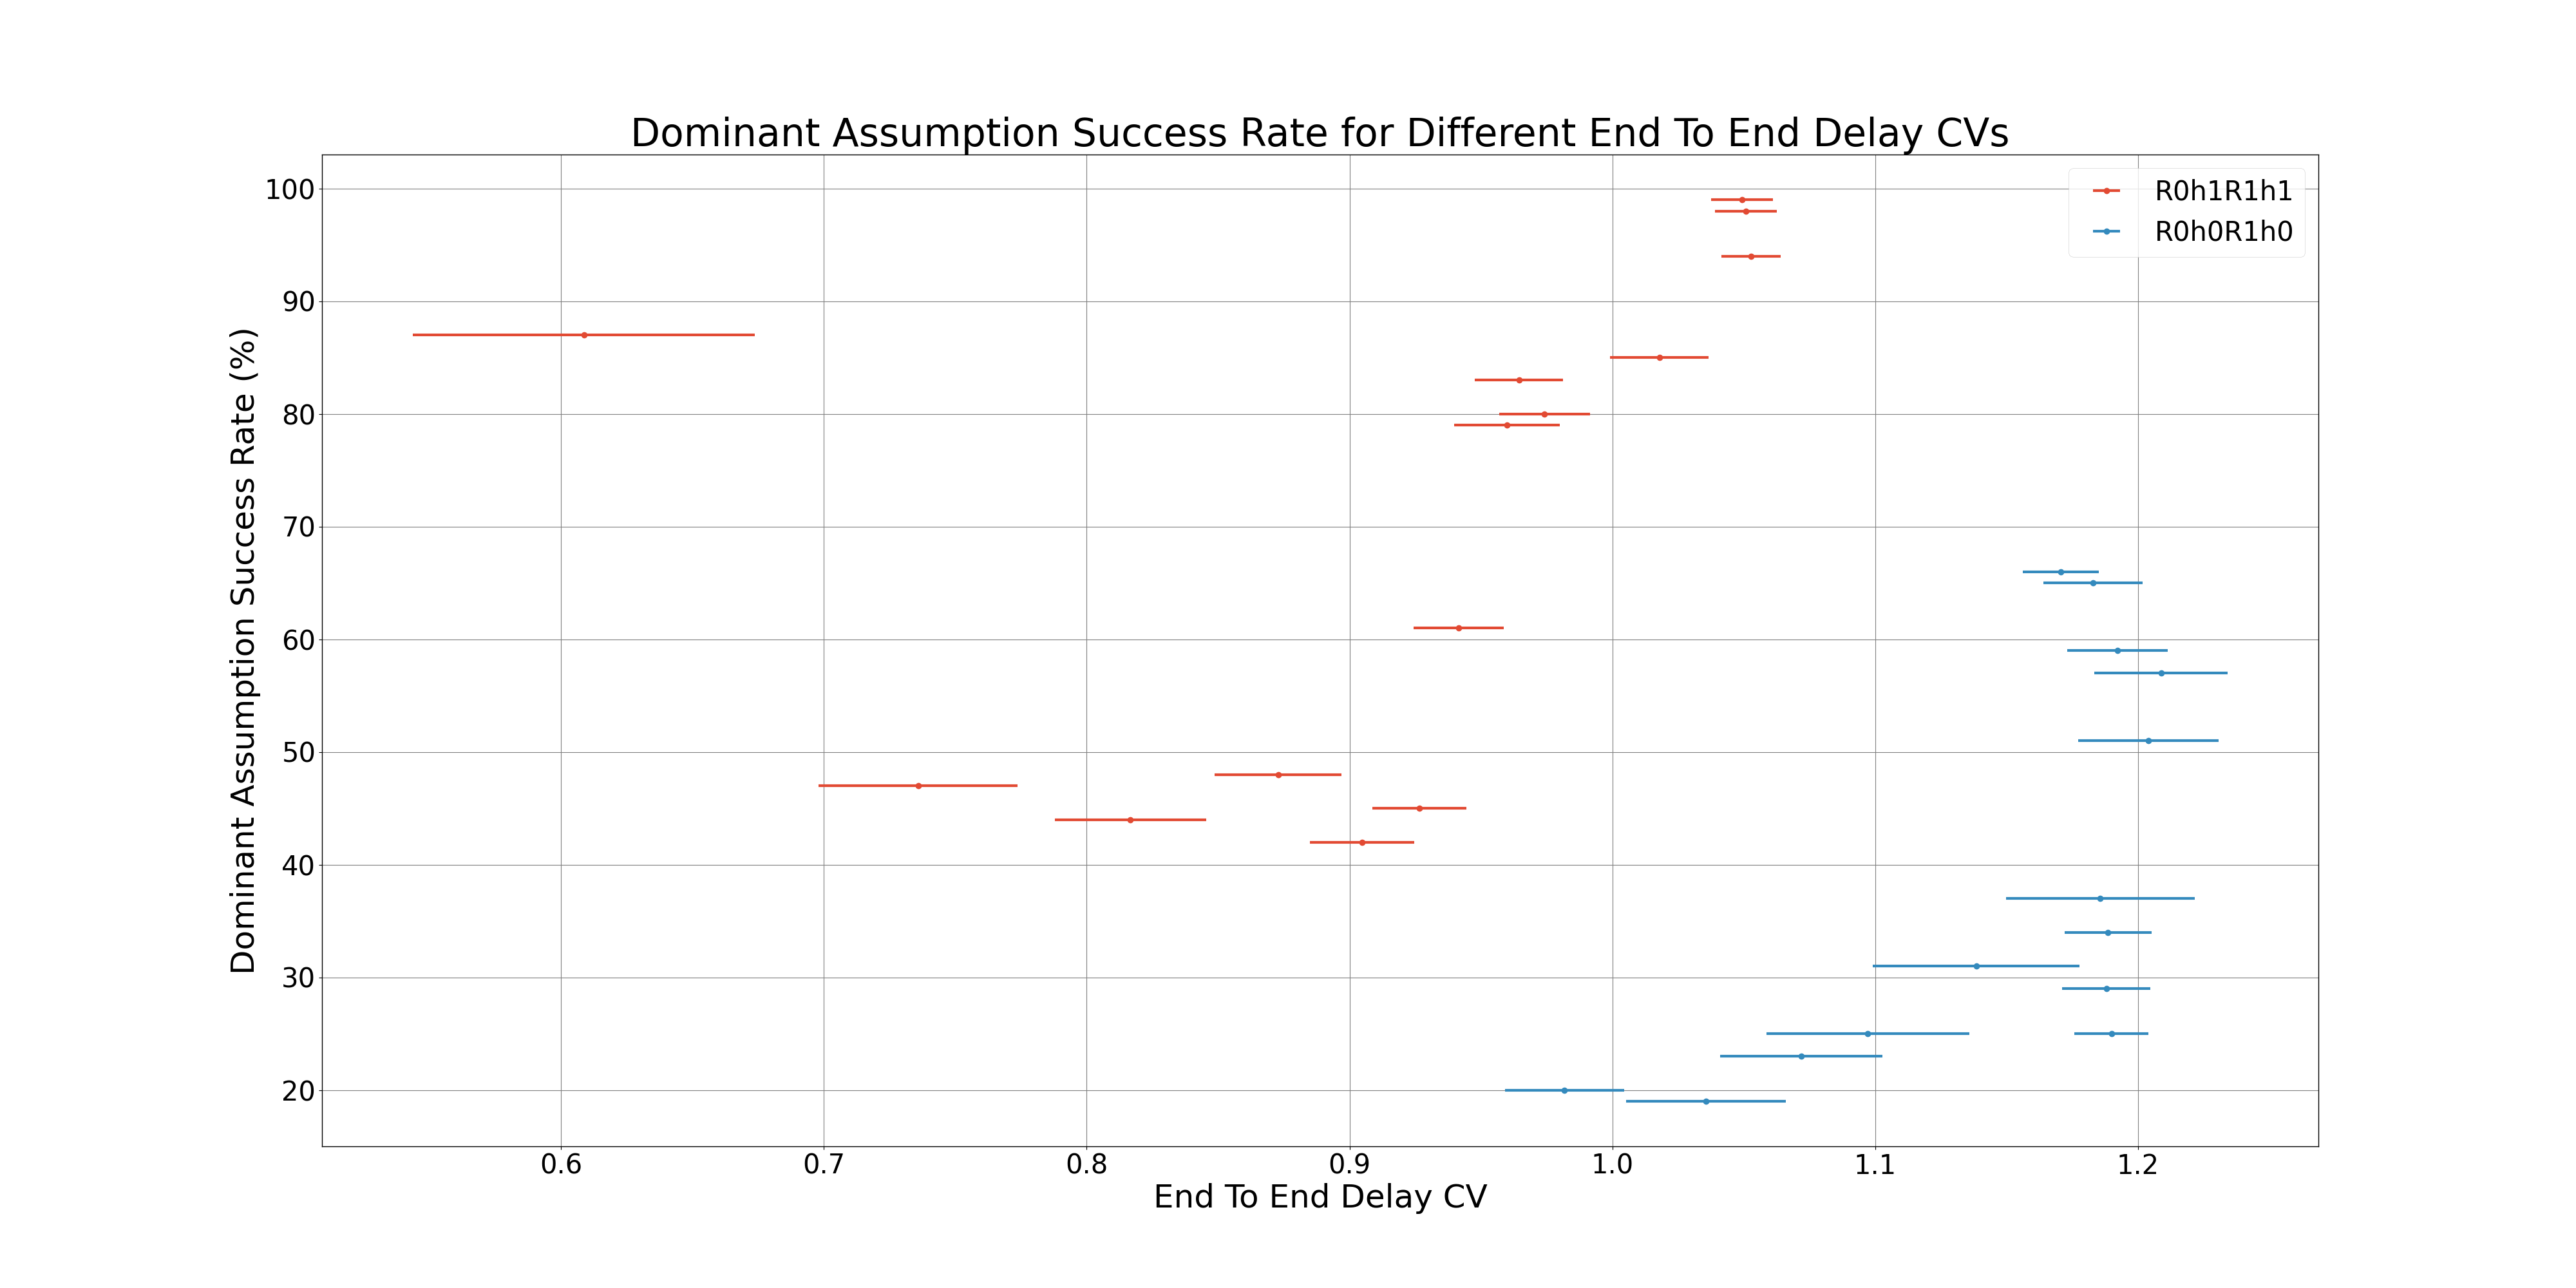 Dominant Assumption Success Rate for Different End To End Delay CVs
R0h1R1h1
R0h0R1h0
Dominant Assumption Success Rate (%)
100
90
80
70
60
50
40
30
20
0.6 0.7 0.8 0.9 1.0 1.1 1.2
End To End Delay CV